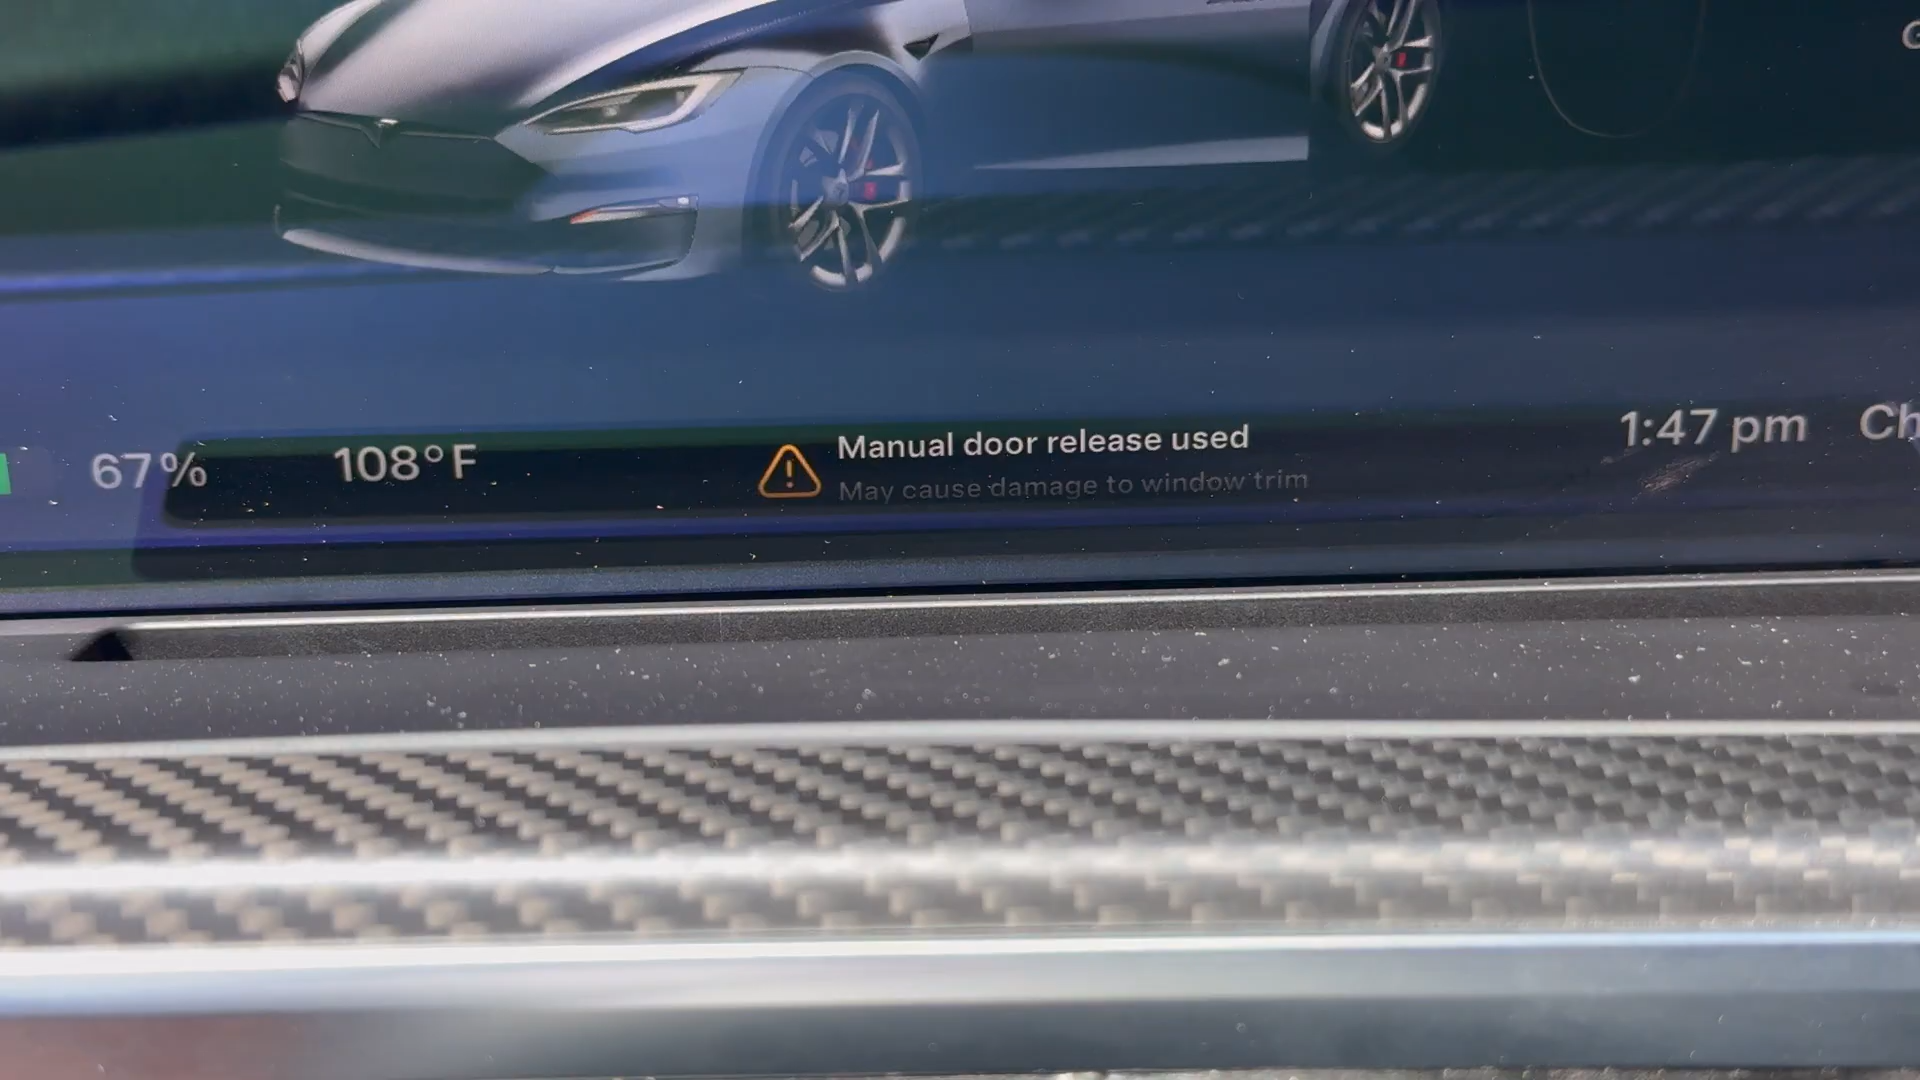 67%
108°F
Manual door release used
May cause damage to window trim
1:47 pm